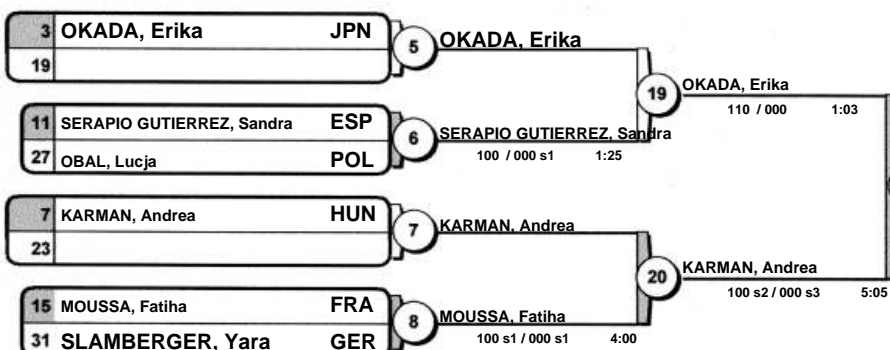 3 OKADA, Erika JPN
19
5 OKADA, Erika
11 SERAPIO GUTIERREZ, Sandra ESP
27 OBAL, Lucja POL
6 SERAPIO GUTIERREZ, Sandra
100 / 000 s1 1:25
19 OKADA, Erika
110 / 000 1:03
7 KARMAN, Andrea HUN
23
7 KARMAN, Andrea
15 MOUSSA, Fatiha FRA
31 SLAMBERGER, Yara GER
8 MOUSSA, Fatiha
100 s1 / 000 s1 4:00
20 KARMAN, Andrea
100 s2 / 000 s3 5:05